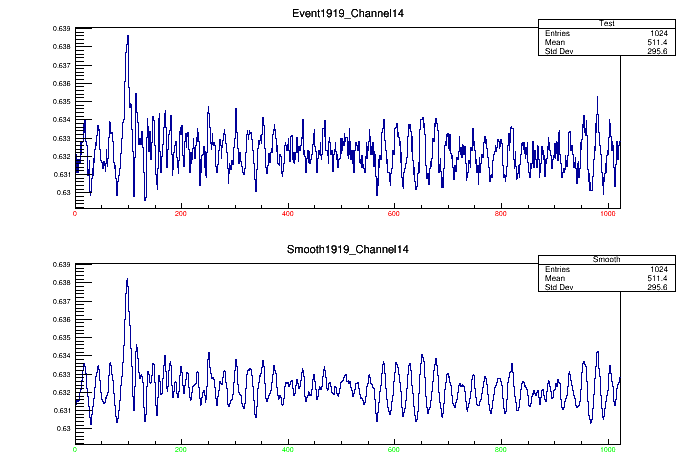 Event1919_Channel14
Test
Entries 1024
Mean 511.4
Std Dev 295.6
0.639
0.638
0.637
0.636
0.635
0.634
0.633
0.632
0.631
0.63
0 200 400 600 800 1000
Smooth1919_Channel14
Smooth
Entries 1024
Mean 511.4
Std Dev 295.6
0.639
0.638
0.637
0.636
0.635
0.634
0.633
0.632
0.631
0.63
0 200 400 600 800 1000